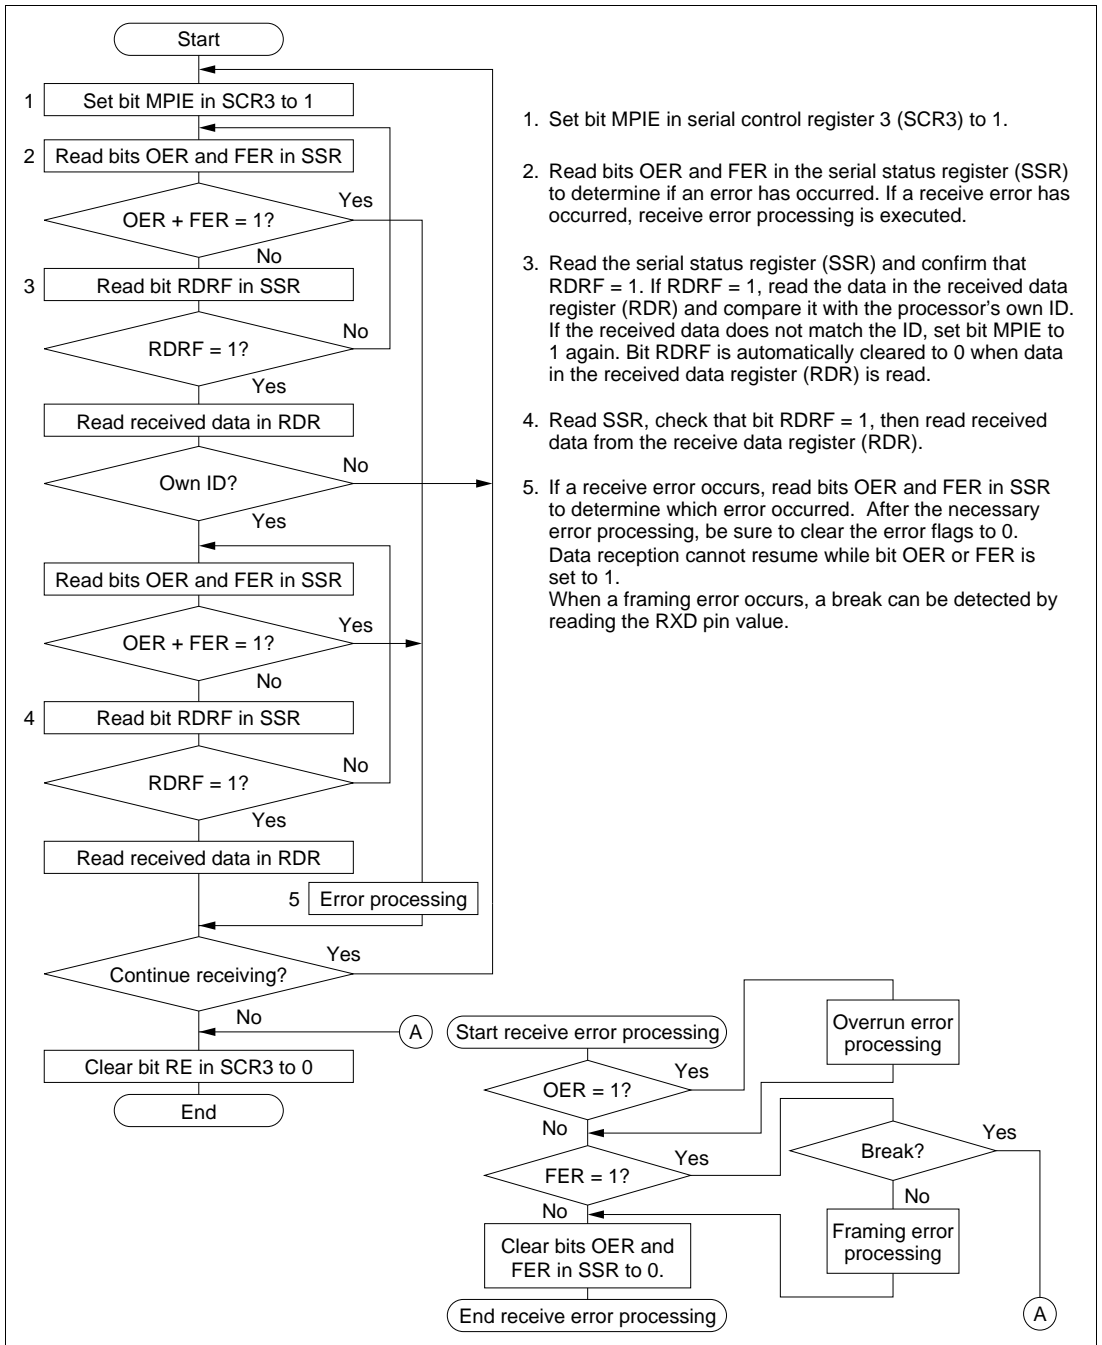 Start
1 Set bit MPIE in SCR3 to 1
2 Read bits OER and FER in SSR
Yes
OER + FER = 1?
No
3 Read bit RDRF in SSR
No
RDRF = 1?
Yes
Read received data in RDR
No
Own ID?
Yes
Read bits OER and FER in SSR
Yes
OER + FER = 1?
No
4 Read bit RDRF in SSR
No
RDRF = 1?
Yes
Read received data in RDR
5 Error processing
Yes
Continue receiving?
No
A
Clear bit RE in SCR3 to 0
End
1. Set bit MPIE in serial control register 3 (SCR3) to 1.
2. Read bits OER and FER in the serial status register (SSR)
to determine if an error has occurred. If a receive error has
occurred, receive error processing is executed.
3. Read the serial status register (SSR) and confirm that
RDRF = 1. If RDRF = 1, read the data in the received data
register (RDR) and compare it with the processor's own ID.
If the received data does not match the ID, set bit MPIE to
1 again. Bit RDRF is automatically cleared to 0 when data
in the received data register (RDR) is read.
4. Read SSR, check that bit RDRF = 1, then read received
data from the receive data register (RDR).
5. If a receive error occurs, read bits OER and FER in SSR
to determine which error occurred. After the necessary
error processing, be sure to clear the error flags to 0.
Data reception cannot resume while bit OER or FER is
set to 1.
When a framing error occurs, a break can be detected by
reading the RXD pin value.
Start receive error processing
Yes
OER = 1?
No
Overrun error
processing
Yes
FER = 1?
No
Yes
Break?
No
Framing error
processing
A
Clear bits OER and
FER in SSR to 0.
End receive error processing